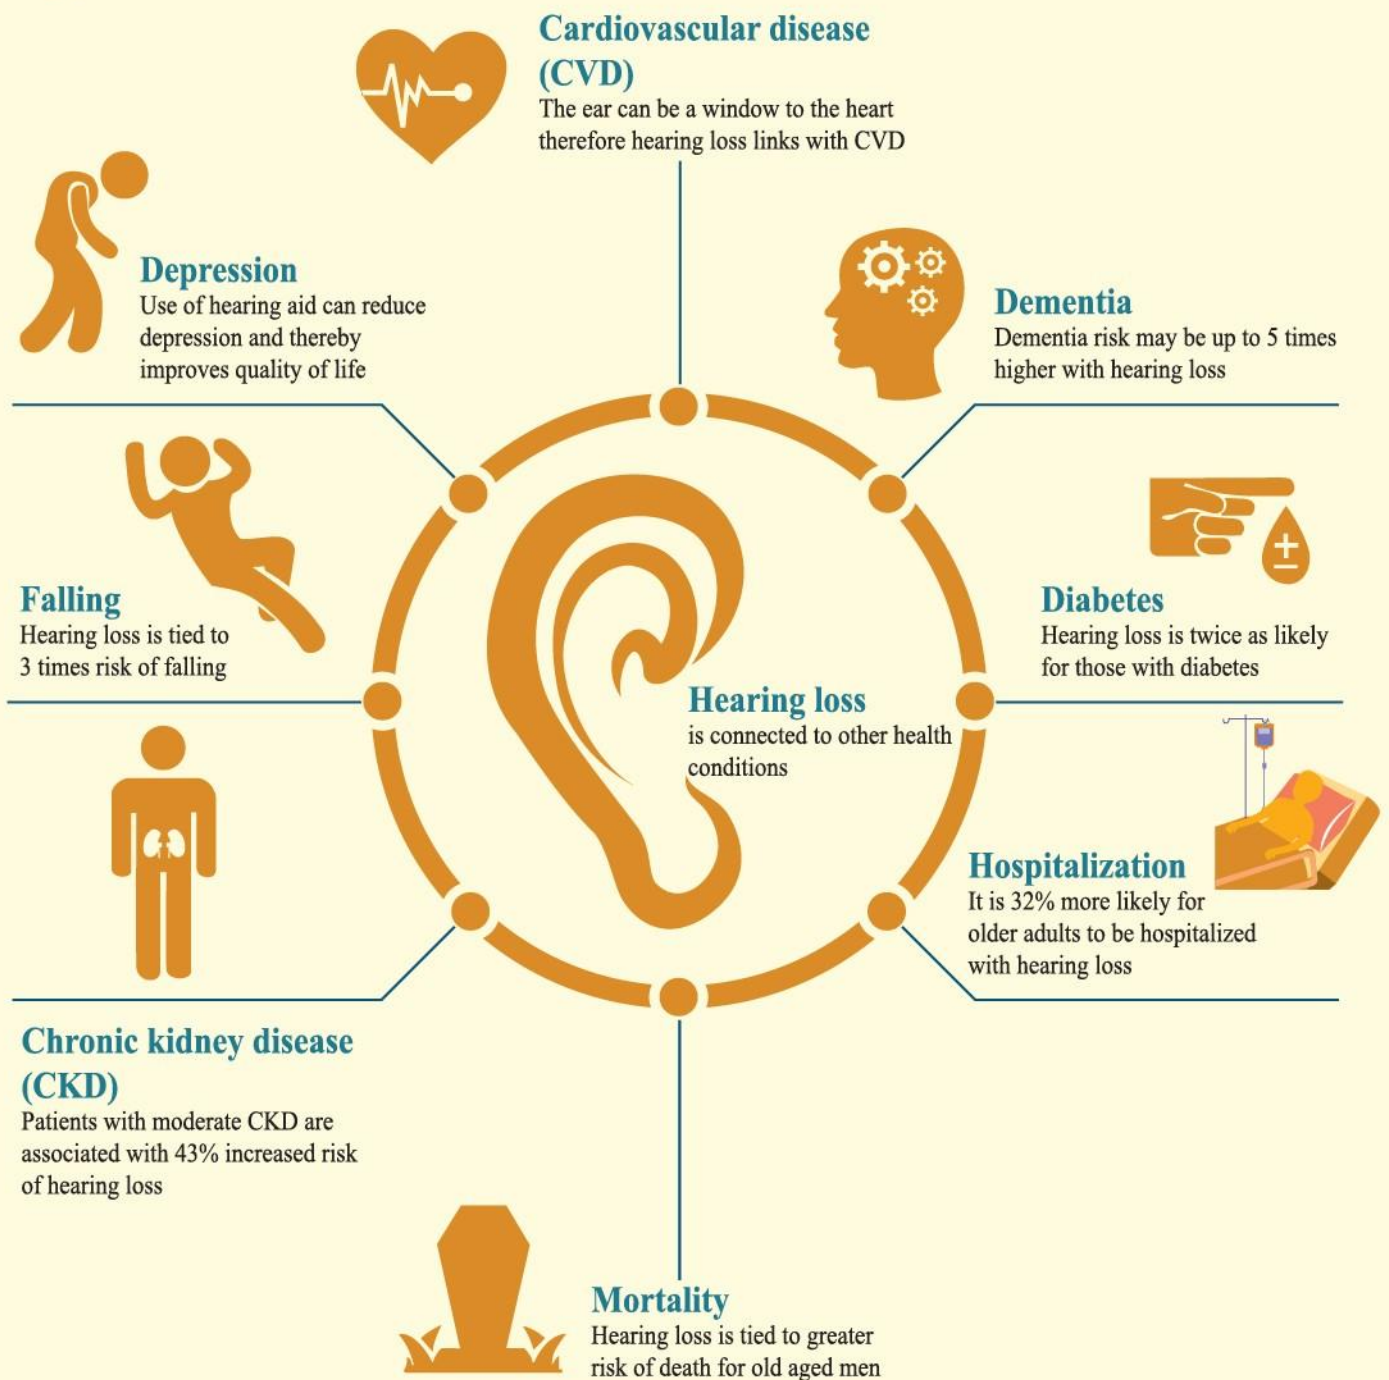 Cardiovascular disease
(CVD)
The ear can be a window to the heart
therefore hearing loss links with CVD
Depression
Use of hearing aid can reduce
depression and thereby
improves quality of life
Dementia
Dementia risk may be up to 5 times
higher with hearing loss
Falling
Hearing loss is tied to
3 times risk of falling
Diabetes
Hearing loss is twice as likely
for those with diabetes
Hearing loss
is connected to other health
conditions
Hospitalization
It is 32% more likely for
older adults to be hospitalized
with hearing loss
Chronic kidney disease
(CKD)
Patients with moderate CKD are
associated with 43% increased risk
of hearing loss
Mortality
Hearing loss is tied to greater
risk of death for old aged men